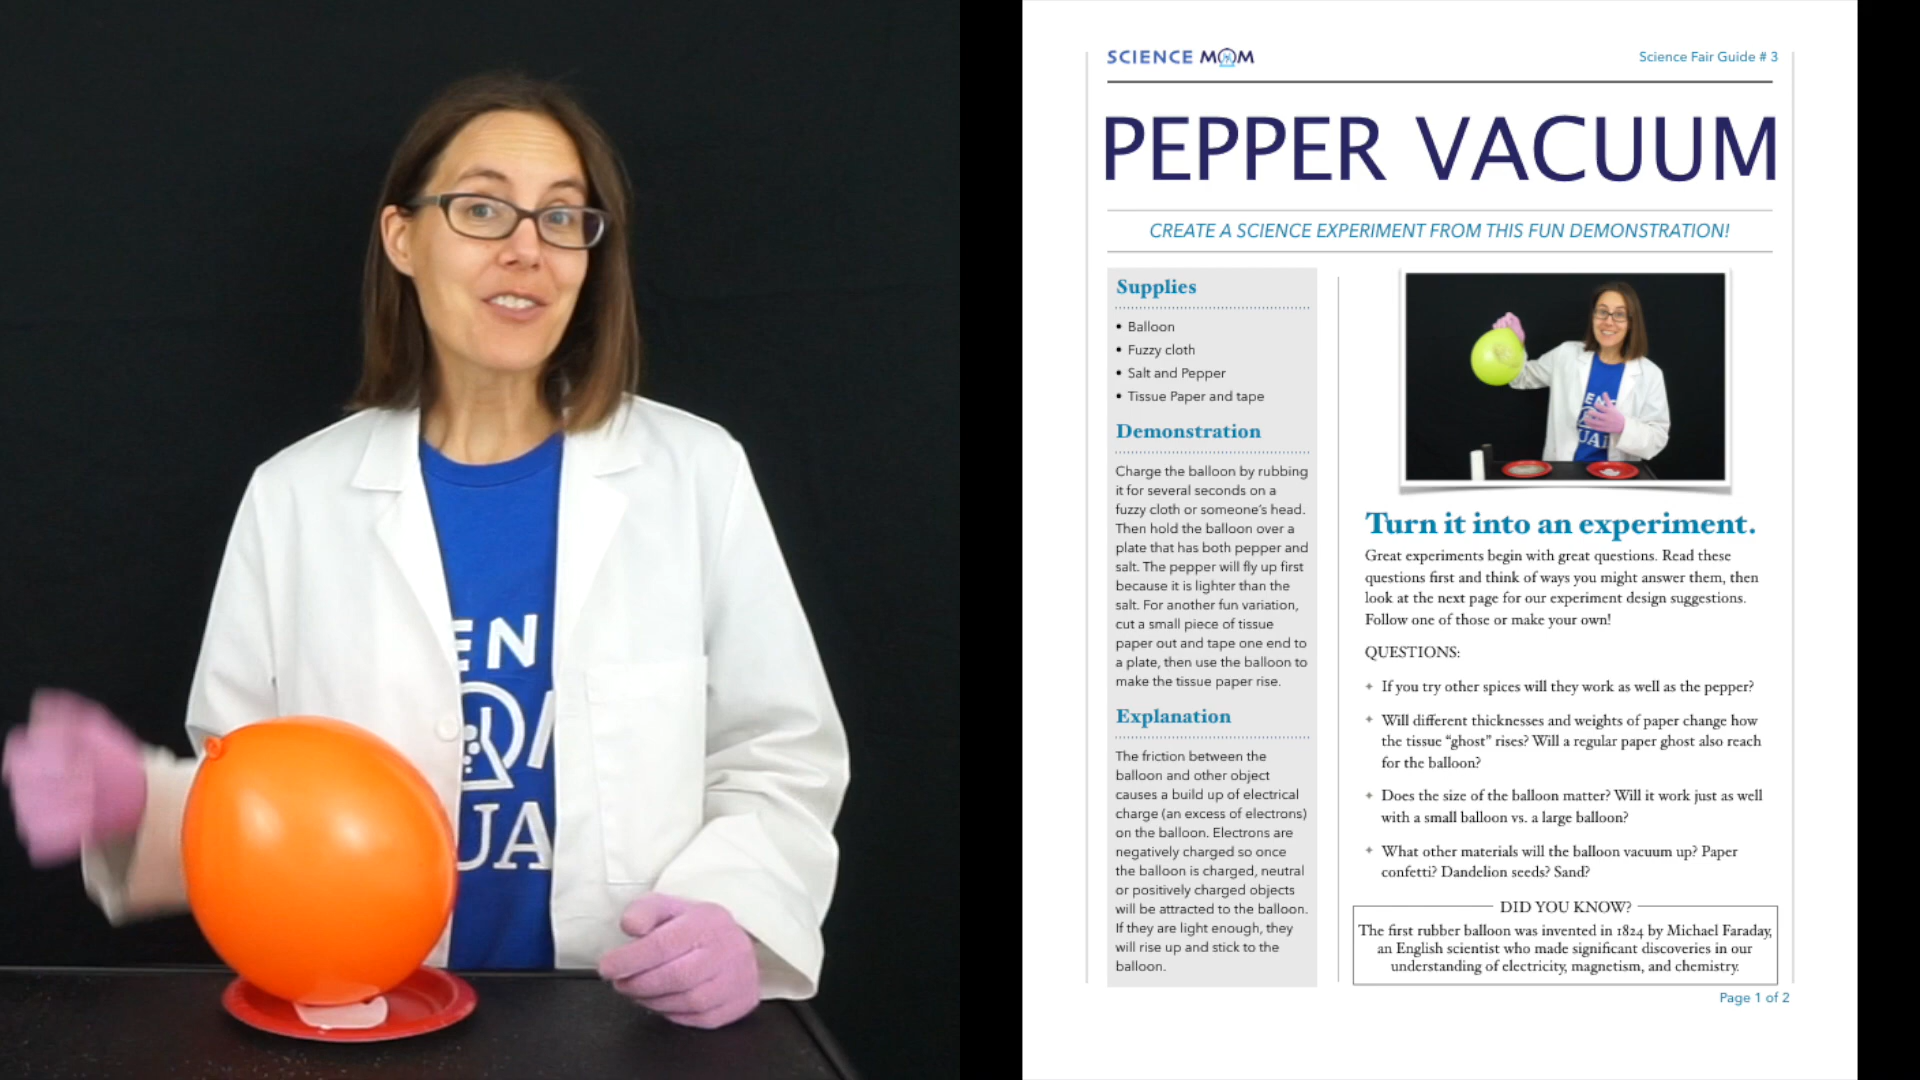 EN
UA
SCIENCE MOM
Science Fair Guide # 3
PEPPER VACUUM
CREATE A SCIENCE EXPERIMENT FROM THIS FUN DEMONSTRATION!
Supplies
• Balloon
• Fuzzy cloth
• Salt and Pepper
• Tissue Paper and tape
Demonstration
Charge the balloon by rubbing
it for several seconds on a
fuzzy cloth or someone's head.
Then hold the balloon over a
plate that has both pepper and
salt. The pepper will fly up first
because it is lighter than the
salt. For another fun variation,
cut a small piece of tissue
paper out and tape one end to
a plate, then use the balloon to
make the tissue paper rise.
Explanation
The friction between the
balloon and other object
causes a build up of electrical
charge (an excess of electrons)
on the balloon. Electrons are
negatively charged so once
the balloon is charged, neutral
or positively charged objects
will be attracted to the balloon.
If they are light enough, they
will rise up and stick to the
balloon.
EN
UA
Turn it into an experiment.
Great experiments begin with great questions. Read these
questions first and think of ways you might answer them, then
look at the next page for our experiment design suggestions.
Follow one of those or make your own!
QUESTIONS:
✦ If you try other spices will they work as well as the pepper?
✦ Will different thicknesses and weights of paper change how
the tissue "ghost" rises? Will a regular paper ghost also reach
for the balloon?
✦ Does the size of the balloon matter? Will it work just as well
with a small balloon vs. a large balloon?
✦ What other materials will the balloon vacuum up? Paper
confetti? Dandelion seeds? Sand?
DID YOU KNOW?
The first rubber balloon was invented in 1824 by Michael Faraday,
an English scientist who made significant discoveries in our
understanding of electricity, magnetism, and chemistry.
Page 1 of 2